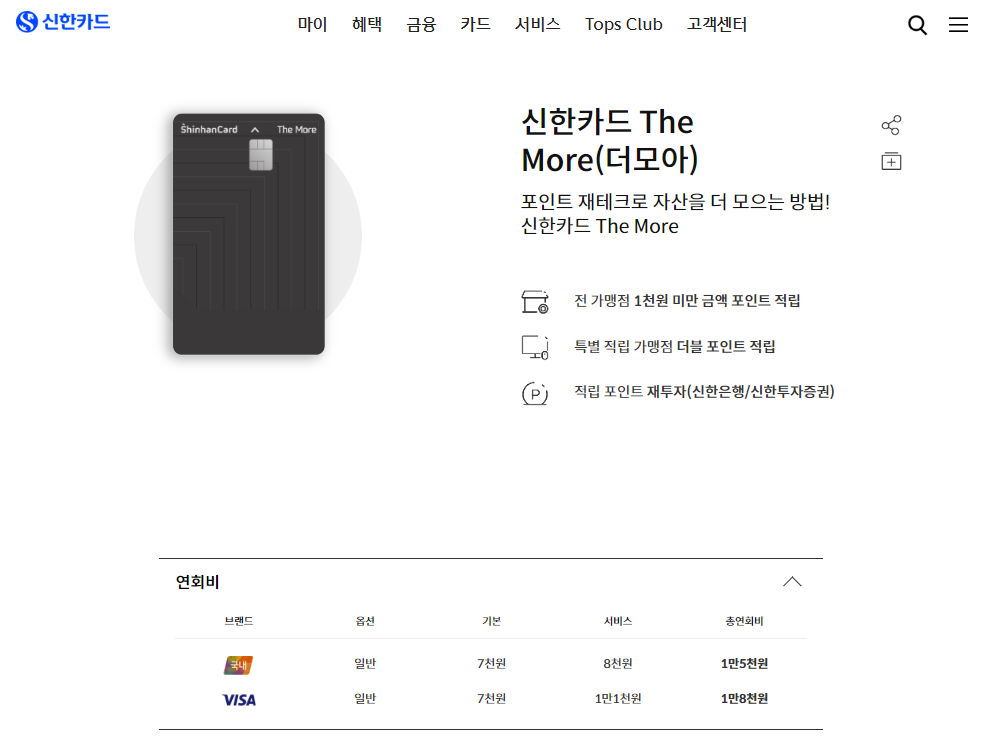 신한카드
마이 혜택 금융 카드 서비스 Tops Club 고객센터
ShinhanCard The More
신한카드 The
More(더모아)
포인트 재테크로 자산을 더 모으는 방법!
신한카드 The More
전 가맹점 1천원 미만 금액 포인트 적립
특별 적립 가맹점 더블 포인트 적립
P
적립 포인트 재투자(신한은행/신한투자증권)
연회비
브랜드 옵션 기본 서비스 총연회비
국내 일반 7천원 8천원 1만5천원
VISA 일반 7천원 1만1천원 1만8천원